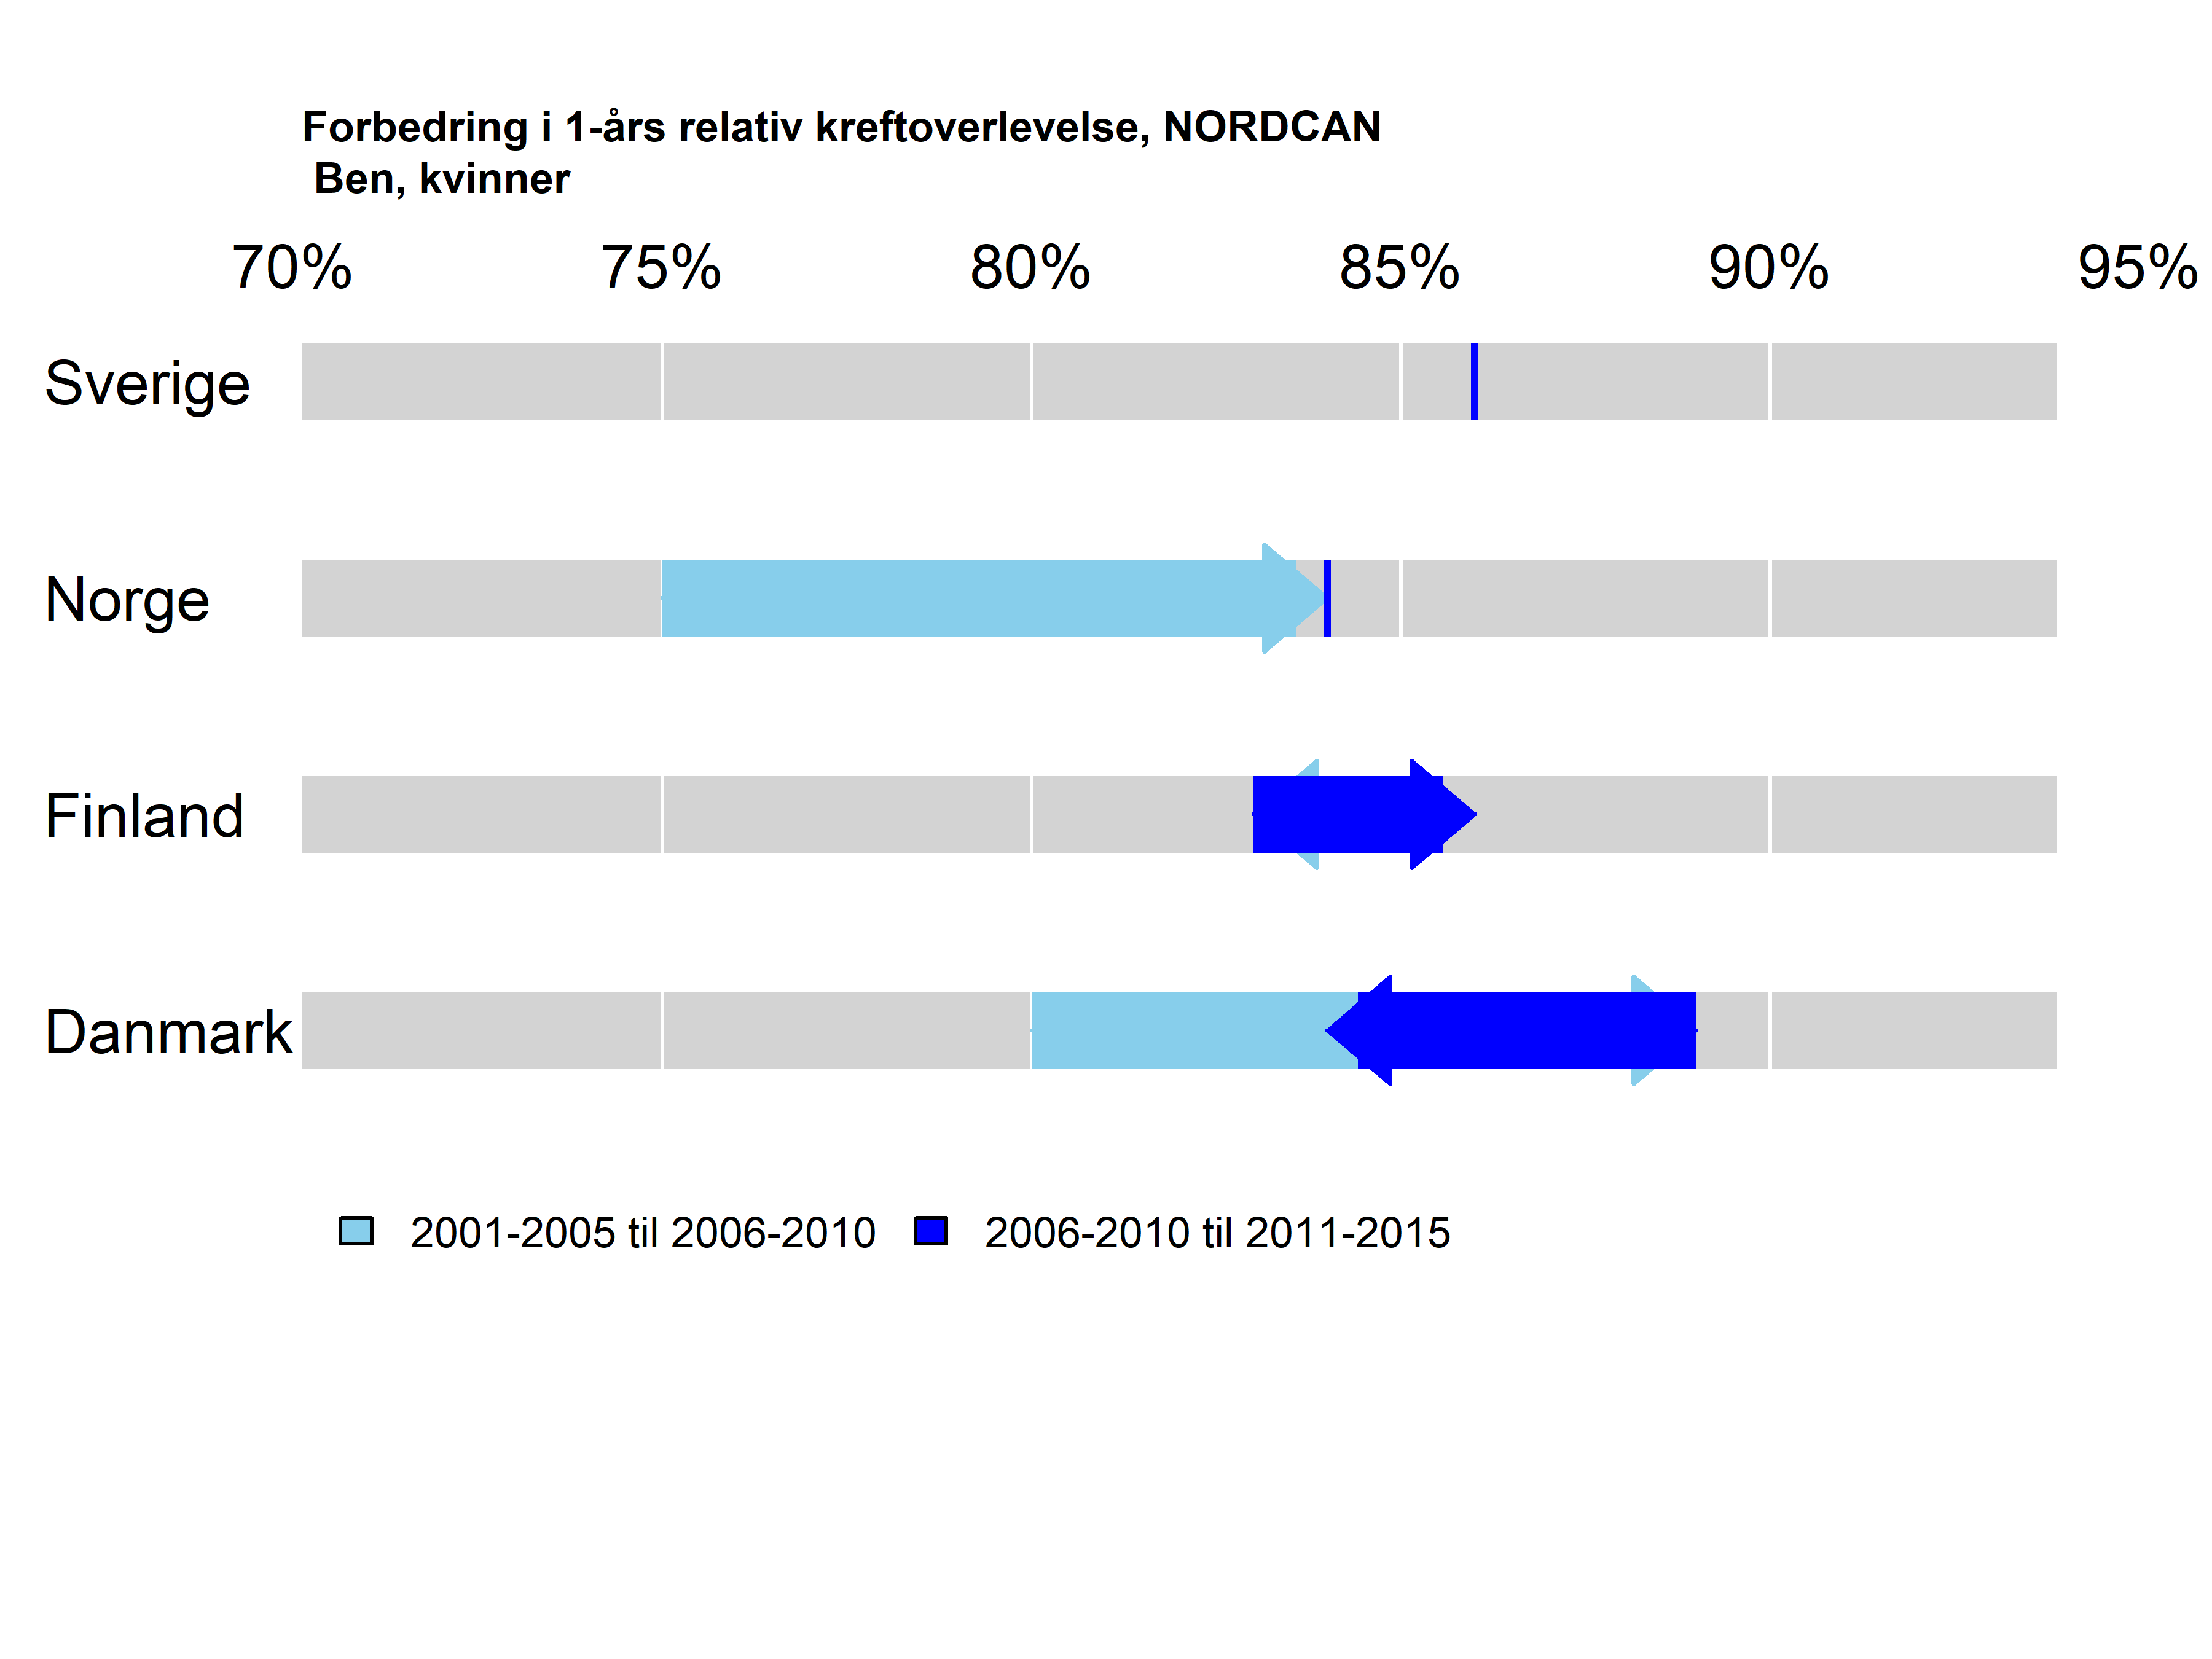 Forbedring i 1-års relativ kreftoverlevelse, NORDCAN
Ben, kvinner
70% 75% 80% 85% 90% 95%
Sverige
Norge
Finland
Danmark
2001-2005 til 2006-2010 2006-2010 til 2011-2015